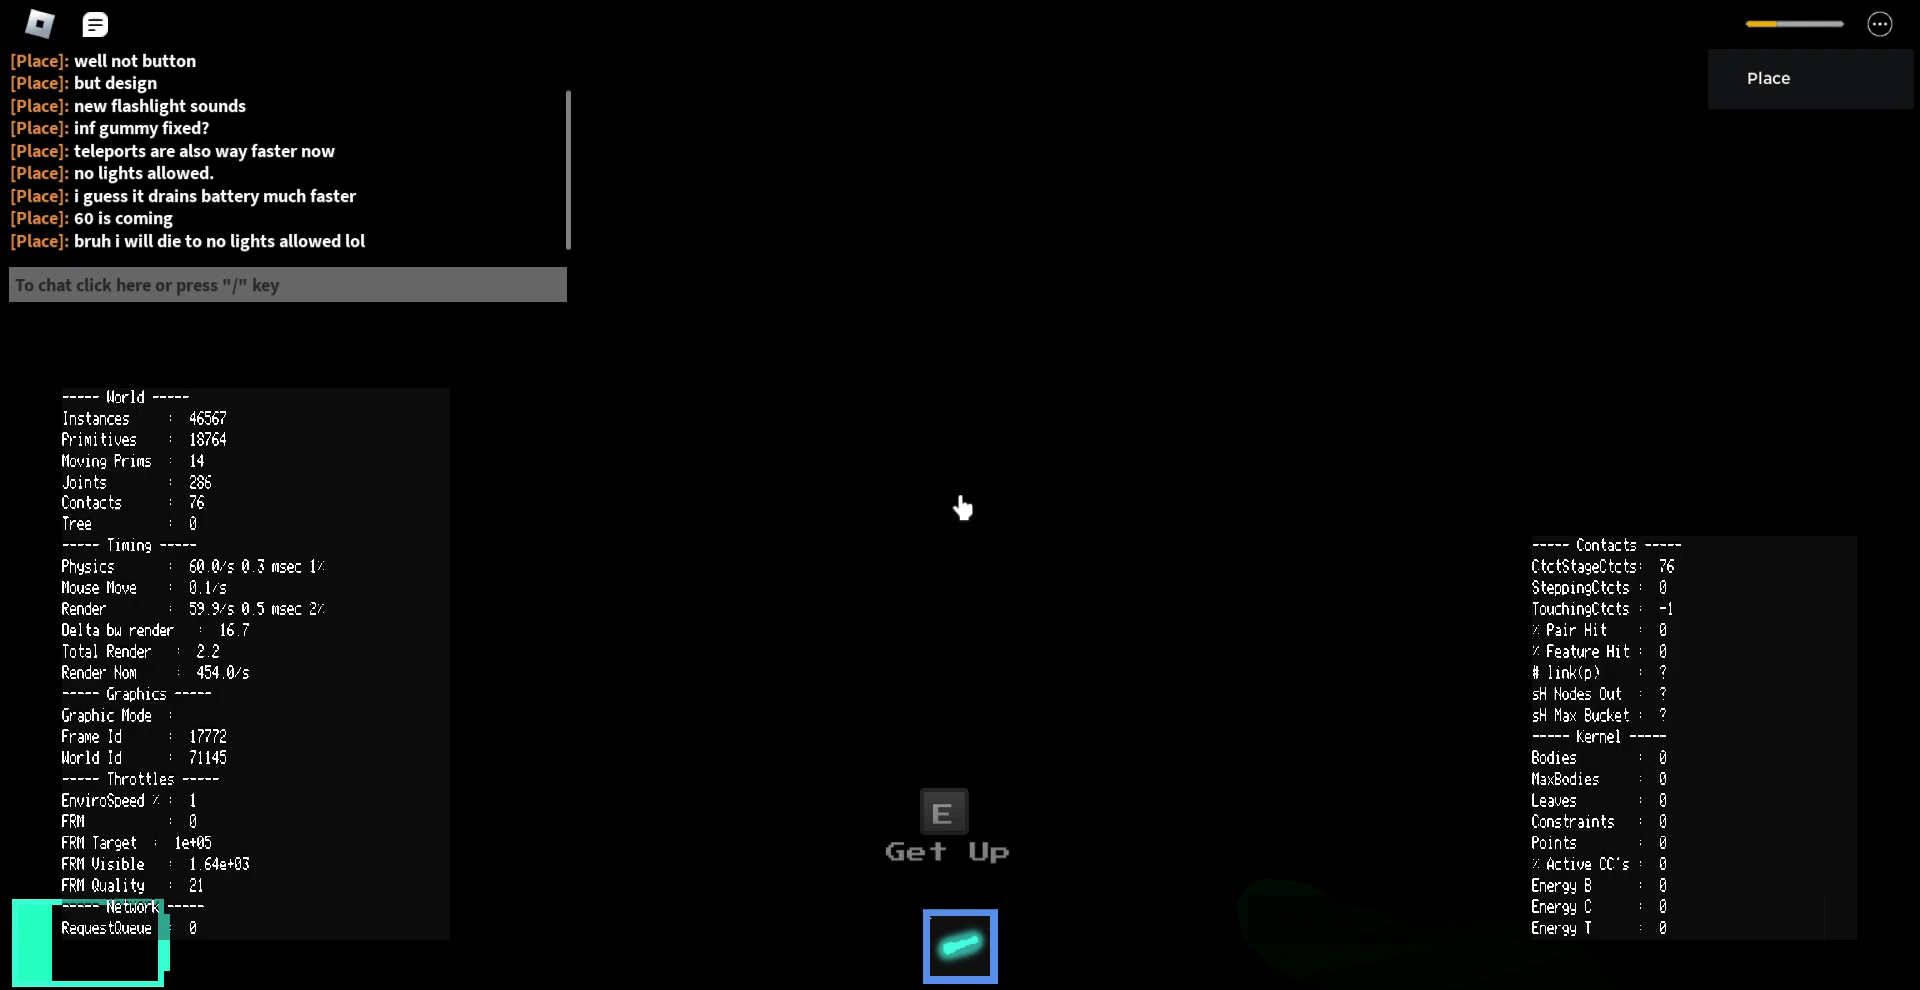 [Place]: well not button
[Place]: but design
[Place]: new flashlight sounds
[Place]: inf gummy fixed?
[Place]: teleports are also way faster now
[Place]: no lights allowed.
[Place]: i guess it drains battery much faster
[Place]: 60 is coming
[Place]: bruh i will die to no lights allowed lol
To chat click here or press "/" key
Place
----- World -----
Instances : 46567
Primitives : 18764
Moving Prims : 14
Joints : 286
Contacts : 76
Tree : 0
----- Timing -----
Physics : 60.0/s 0.3 msec 1%
Mouse Move : 0.1/s
Render : 59.9/s 0.5 msec 2%
Delta bw render : 16.7
Total Render : 2.2
Render Nom : 454.0/s
----- Graphics -----
Graphic Mode :
Frame Id : 17772
World Id : 71145
----- Throttles -----
EnviroSpeed % : 1
FRM : 0
FRM Target : 1e+05
FRM Visible : 1.64e+03
FRM Quality : 21
----- Network -----
RequestQueue : 0
E
Get Up
----- Contacts -----
CtctStageCtcts: 76
SteppingCtcts : 0
TouchingCtcts : -1
% Pair Hit : 0
% Feature Hit : 0
# link(p) : ?
sH Nodes Out : ?
sH Max Bucket : ?
----- Kernel -----
Bodies : 0
MaxBodies : 0
Leaves : 0
Constraints : 0
Points : 0
% Active CC's : 0
Energy B : 0
Energy C : 0
Energy T : 0